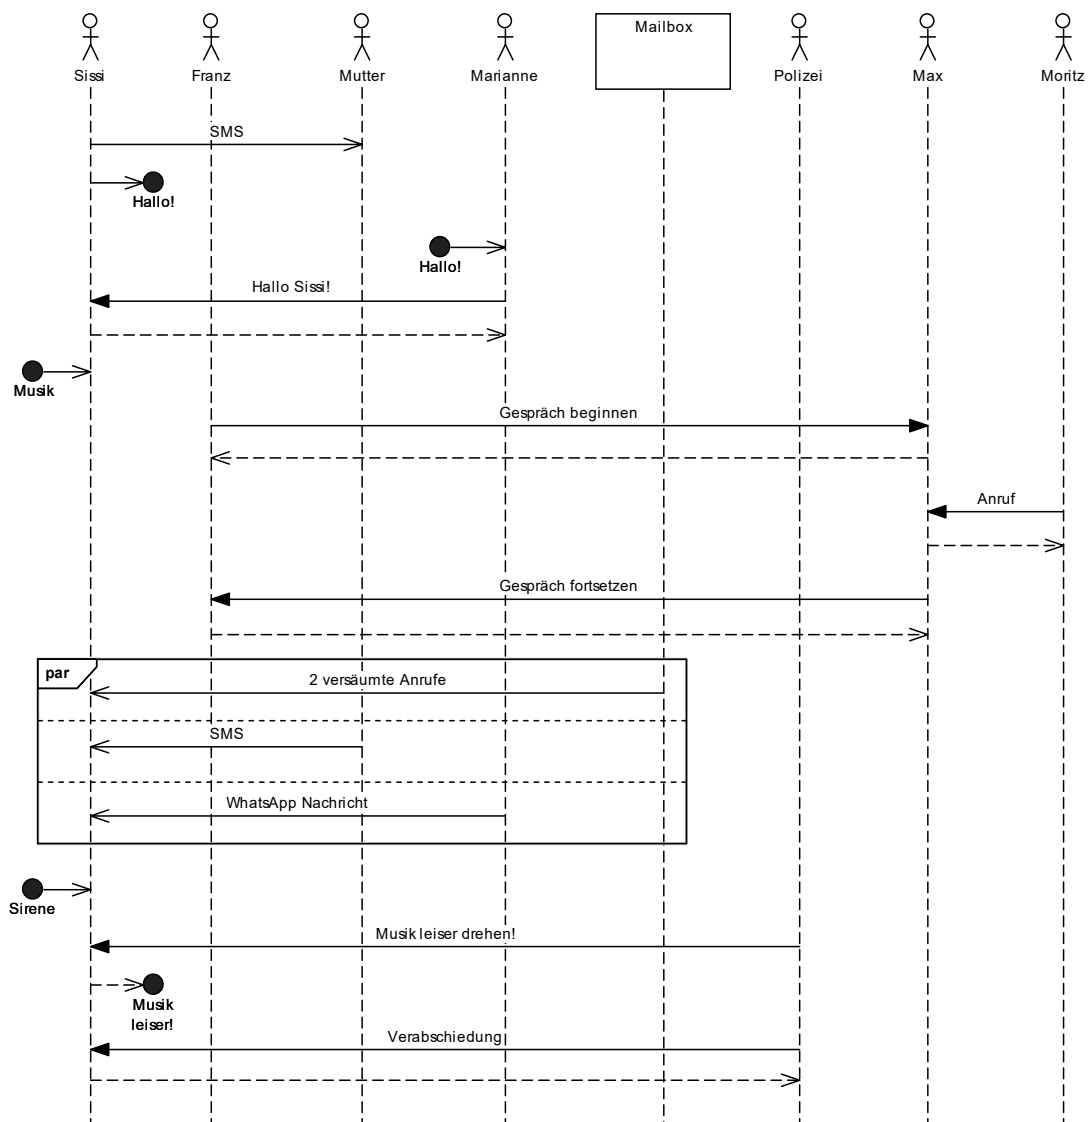 Mailbox
Sissi
Franz
Mutter
Marianne
Polizei
Max
Moritz
SMS
Hallo!
Hallo!
Hallo Sissi!
Musik
Gespräch beginnen
Anruf
Gespräch fortsetzen
par
2 versäumte Anrufe
SMS
WhatsApp Nachricht
Sirene
Musik leiser drehen!
Musik
leiser!
Verabschiedung